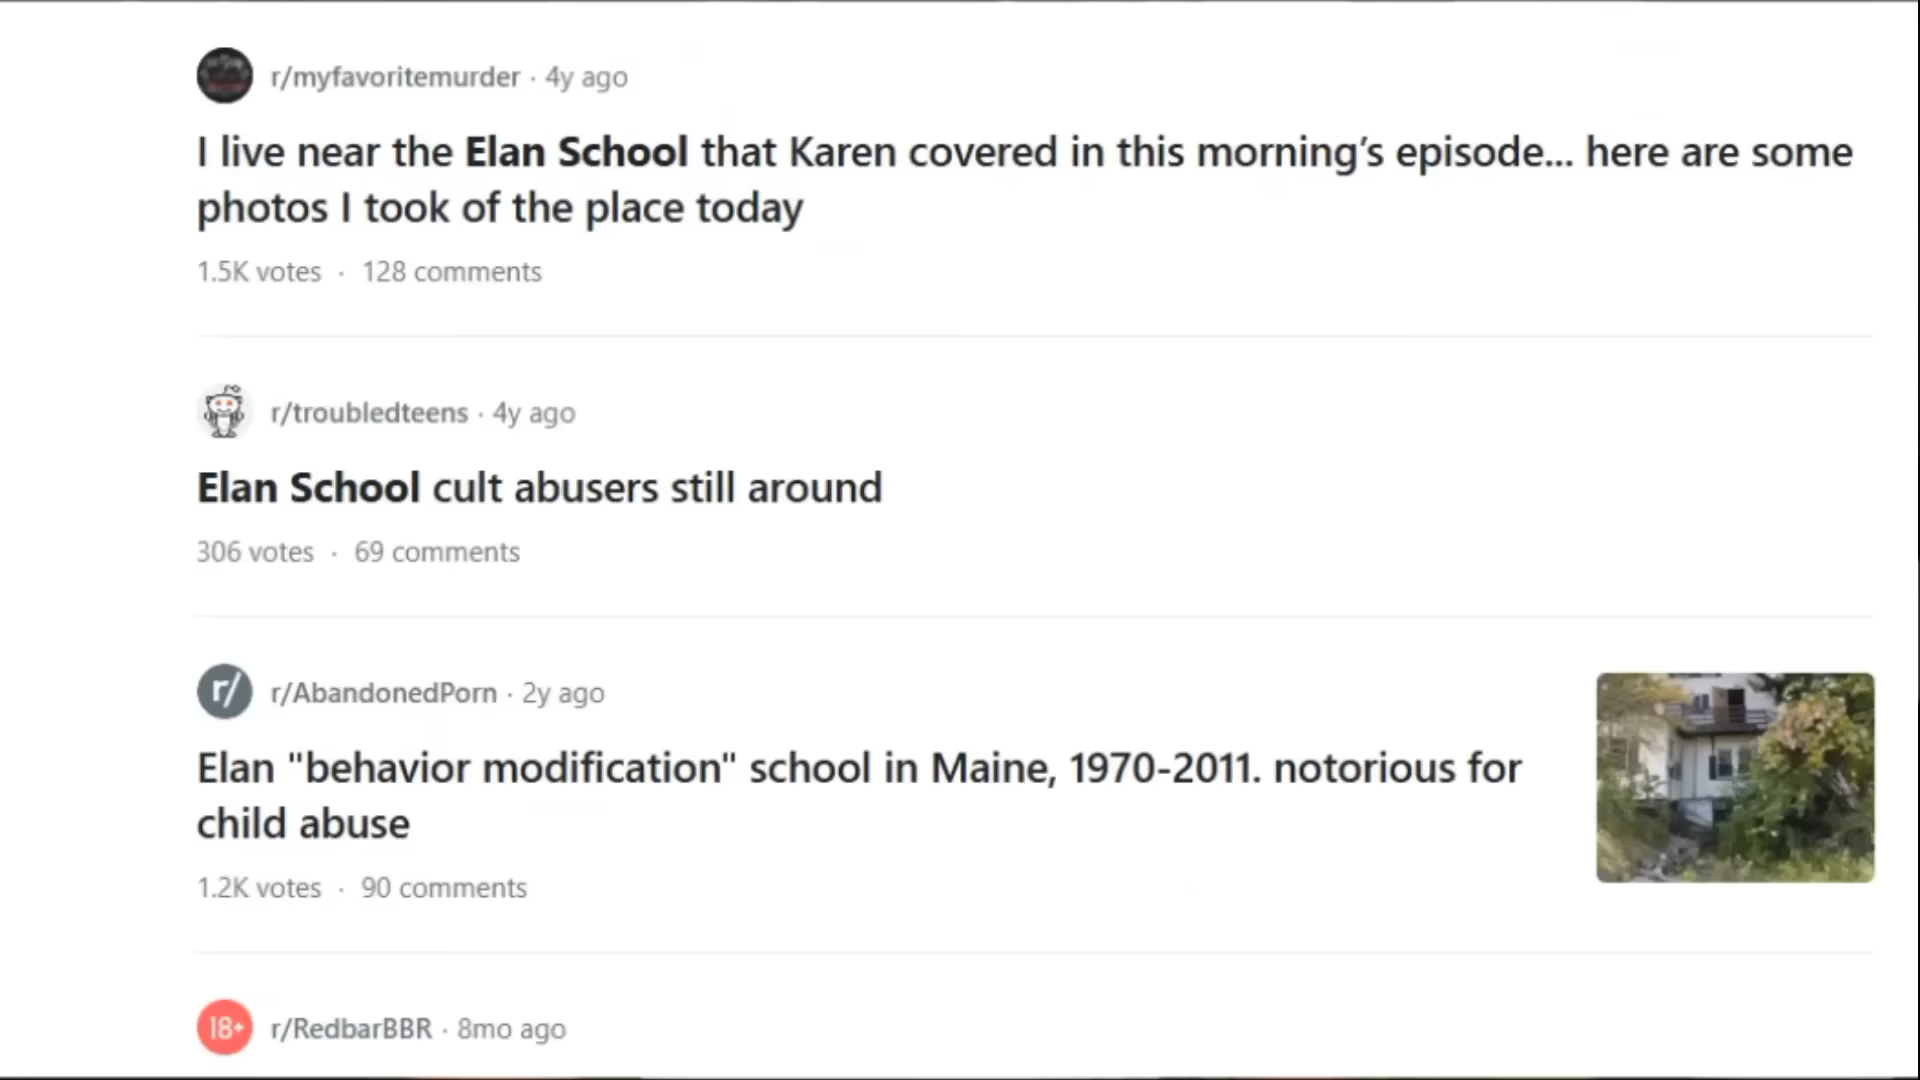 r/myfavoritemurder · 4y ago
I live near the Elan School that Karen covered in this morning’s episode... here are some
photos I took of the place today
1.5K votes · 128 comments
r/troubledteens · 4y ago
Elan School cult abusers still around
306 votes · 69 comments
r/ r/AbandonedPorn · 2y ago
Elan "behavior modification" school in Maine, 1970-2011. notorious for
child abuse
1.2K votes · 90 comments
18+ r/RedbarBBR · 8mo ago